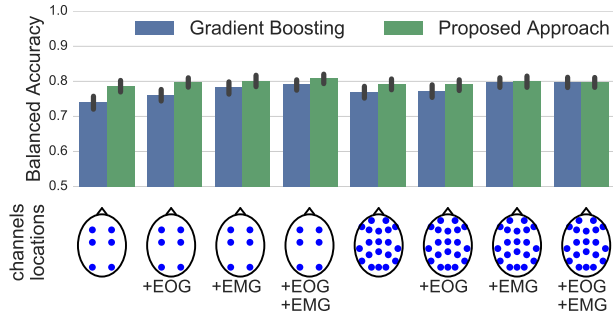 Gradient Boosting
Proposed Approach
Balanced Accuracy
1.0
0.9
0.8
0.7
0.6
0.5
channels
locations
+EOG
+EMG
+EOG
+EMG
+EOG
+EMG
+EOG
+EMG